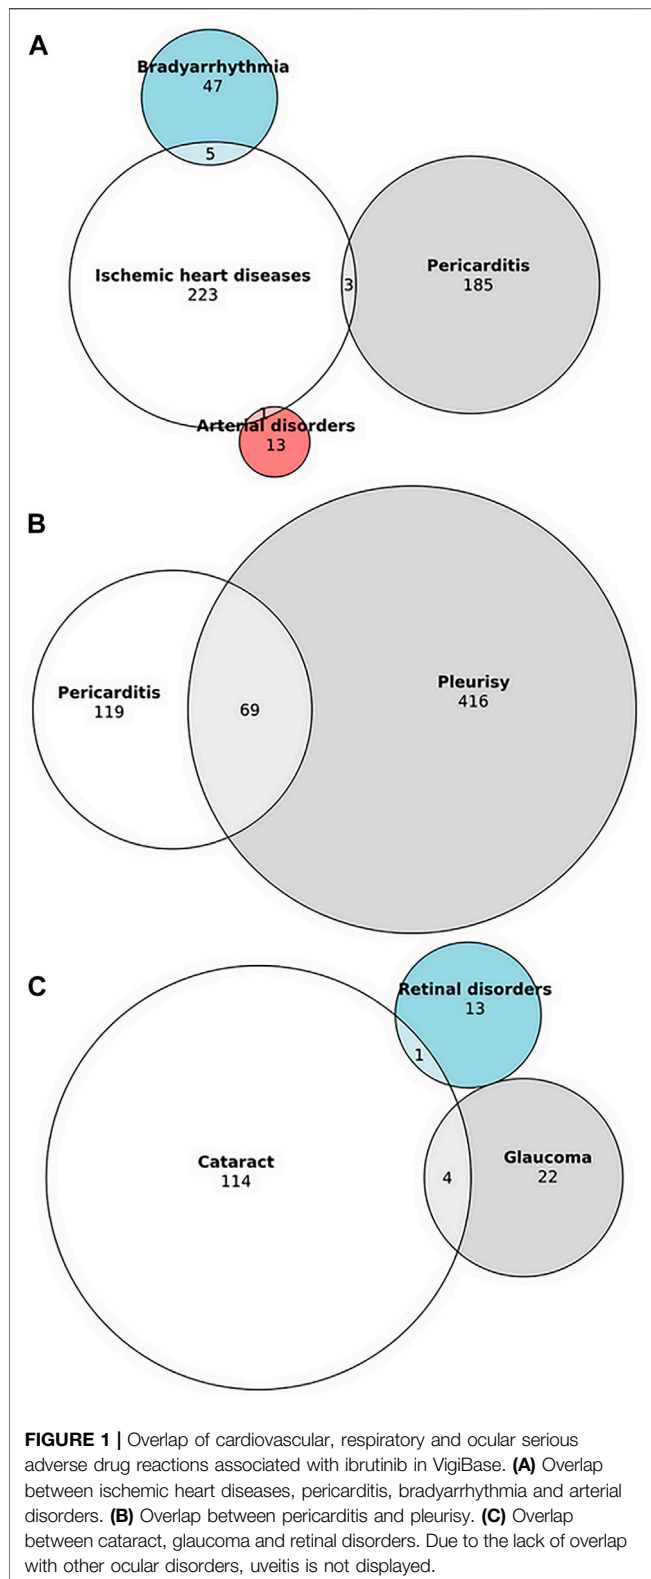 A
Bradyarrhythmia
47
5
Ischemic heart diseases
223
3
Pericarditis
185
1
Arterial disorders
13
B
Pericarditis
119
69
Pleurisy
416
C
Retinal disorders
13
1
Cataract
114
4
Glaucoma
22
FIGURE 1 | Overlap of cardiovascular, respiratory and ocular serious
adverse drug reactions associated with ibrutinib in VigiBase. (A) Overlap
between ischemic heart diseases, pericarditis, bradyarrhythmia and arterial
disorders. (B) Overlap between pericarditis and pleurisy. (C) Overlap
between cataract, glaucoma and retinal disorders. Due to the lack of overlap
with other ocular disorders, uveitis is not displayed.